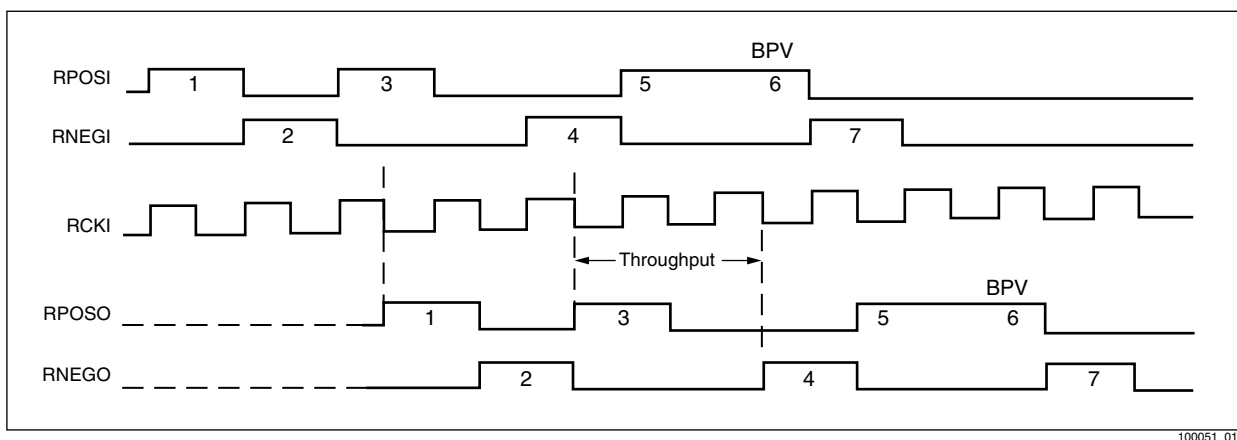 BPV
RPOSI 1 3 5 6
RNEGI 2 4 7
RCKI
Throughput
BPV
RPOSO 1 3 5 6
RNEGO 2 4 7
100051_018